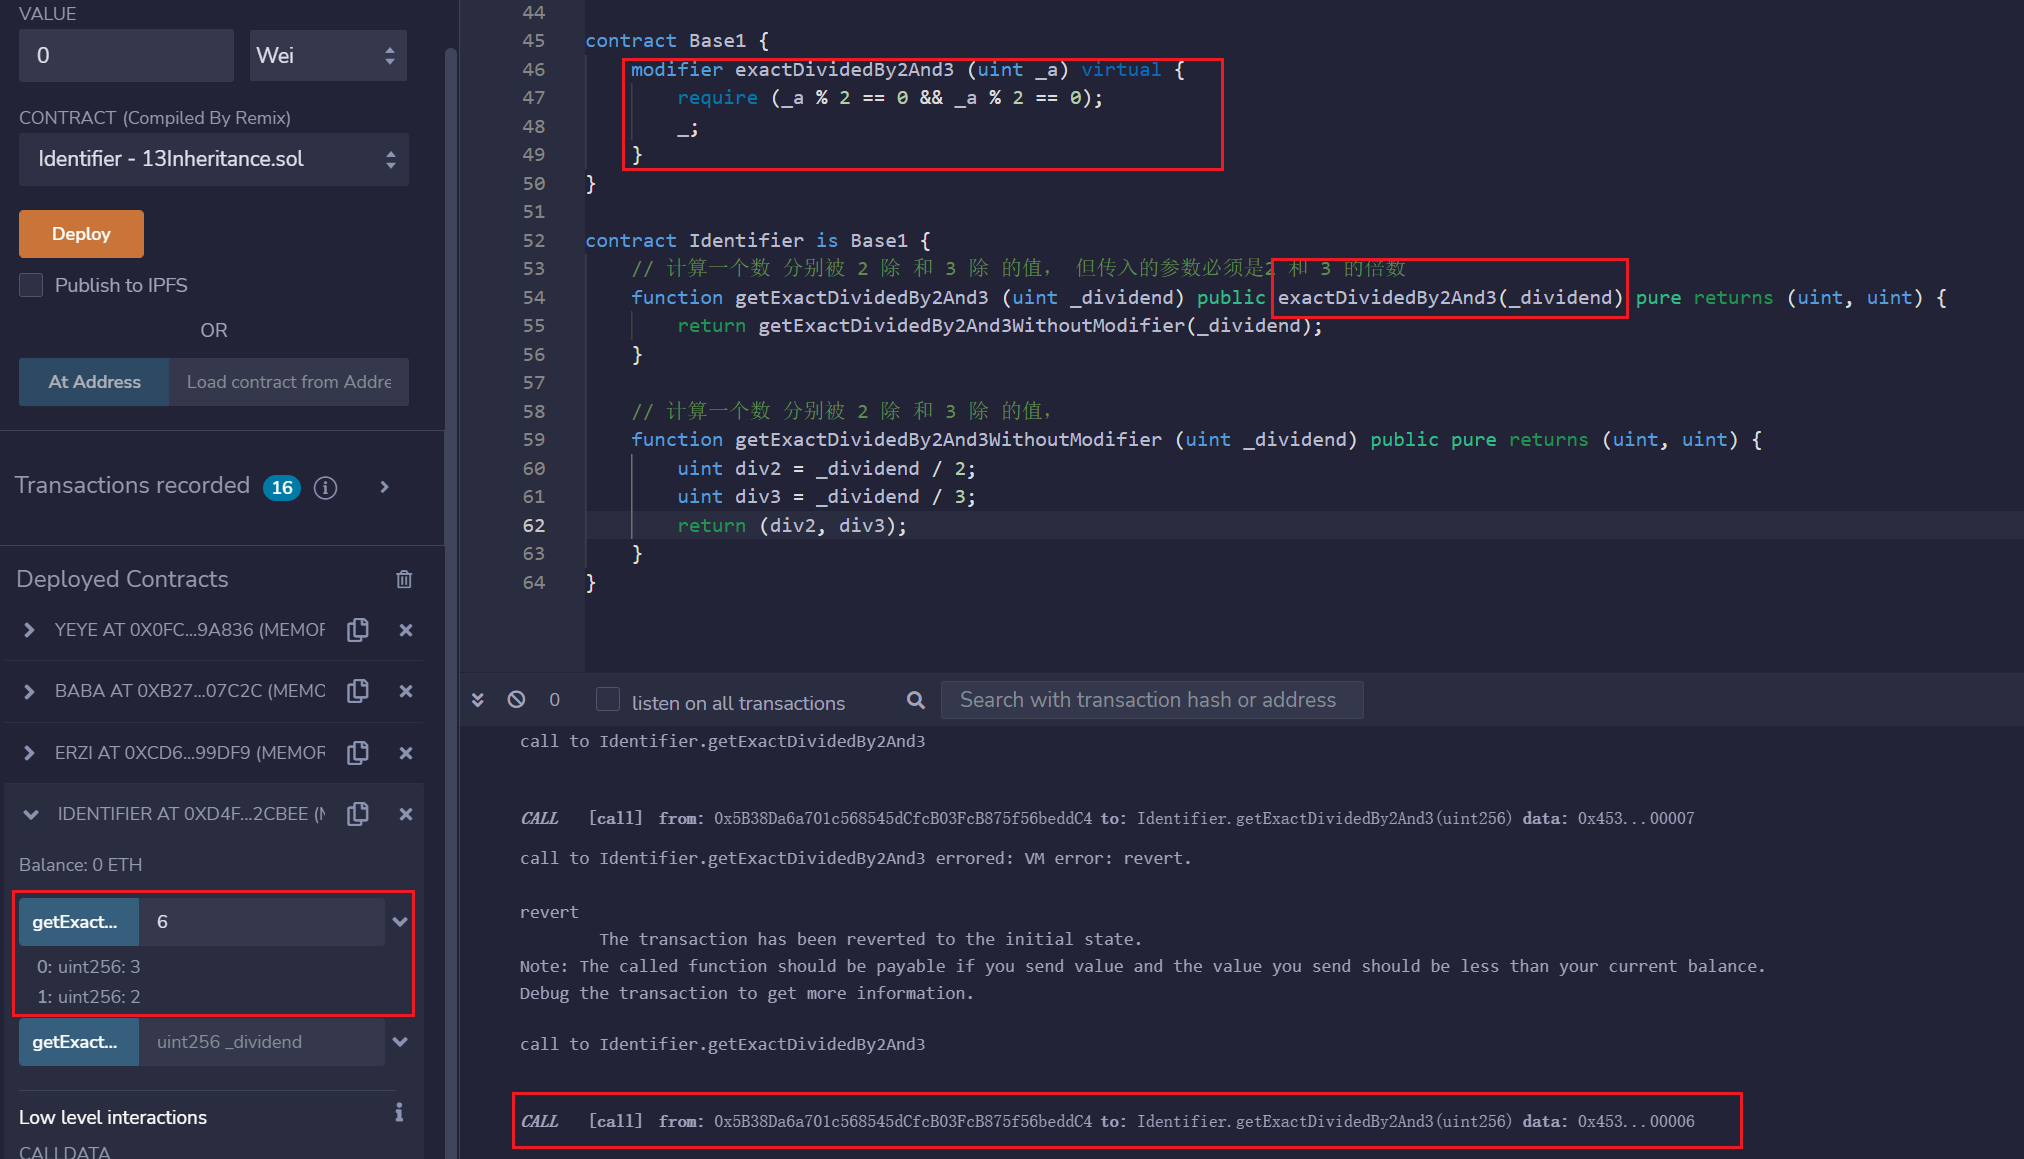 VALUE
0
Wei
CONTRACT (Compiled By Remix)
Identifier - 13Inheritance.sol
Deploy
Publish to IPFS
OR
At Address
Load contract from Addre
Transactions recorded 16
Deployed Contracts
YEYE AT 0X0FC...9A836 (MEMOR
BABA AT 0XB27...07C2C (MEMO
ERZI AT 0XCD6...99DF9 (MEMOR
IDENTIFIER AT 0XD4F...2CBEE (M
Balance: 0 ETH
getExact... 6
0: uint256: 3
1: uint256: 2
getExact... uint256 _dividend
Low level interactions
CALLDATA
44
45 contract Base1 {
46 modifier exactDividedBy2And3 (uint _a) virtual {
47 require (_a % 2 == 0 && _a % 2 == 0);
48 _;
49 }
50 }
51
52 contract Identifier is Base1 {
53 // 计算一个数 分别被 2 除 和 3 除 的值， 但传入的参数必须是2 和 3 的倍数
54 function getExactDividedBy2And3 (uint _dividend) public exactDividedBy2And3(_dividend) pure returns (uint, uint) {
55 return getExactDividedBy2And3WithoutModifier(_dividend);
56 }
57
58 // 计算一个数 分别被 2 除 和 3 除 的值，
59 function getExactDividedBy2And3WithoutModifier (uint _dividend) public pure returns (uint, uint) {
60 uint div2 = _dividend / 2;
61 uint div3 = _dividend / 3;
62 return (div2, div3);
63 }
64 }
0
listen on all transactions
Search with transaction hash or address
call to Identifier.getExactDividedBy2And3
CALL [call] from: 0x5B38Da6a701c568545dCfcB03FcB875f56beddC4 to: Identifier.getExactDividedBy2And3(uint256) data: 0x453...00007
call to Identifier.getExactDividedBy2And3 errored: VM error: revert.
revert
The transaction has been reverted to the initial state.
Note: The called function should be payable if you send value and the value you send should be less than your current balance.
Debug the transaction to get more information.
call to Identifier.getExactDividedBy2And3
CALL [call] from: 0x5B38Da6a701c568545dCfcB03FcB875f56beddC4 to: Identifier.getExactDividedBy2And3(uint256) data: 0x453...00006